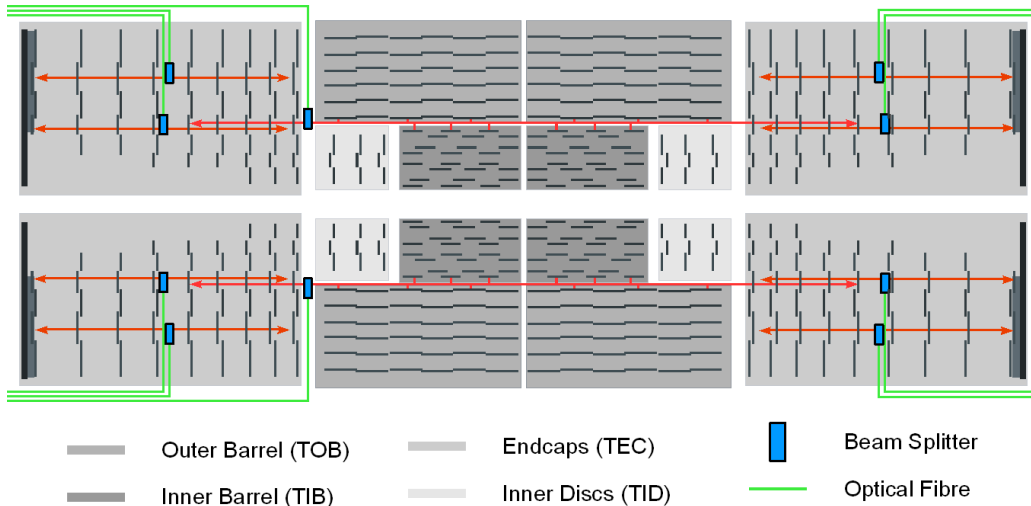 Outer Barrel (TOB)
Endcaps (TEC)
Beam Splitter
Inner Barrel (TIB)
Inner Discs (TID)
Optical Fibre